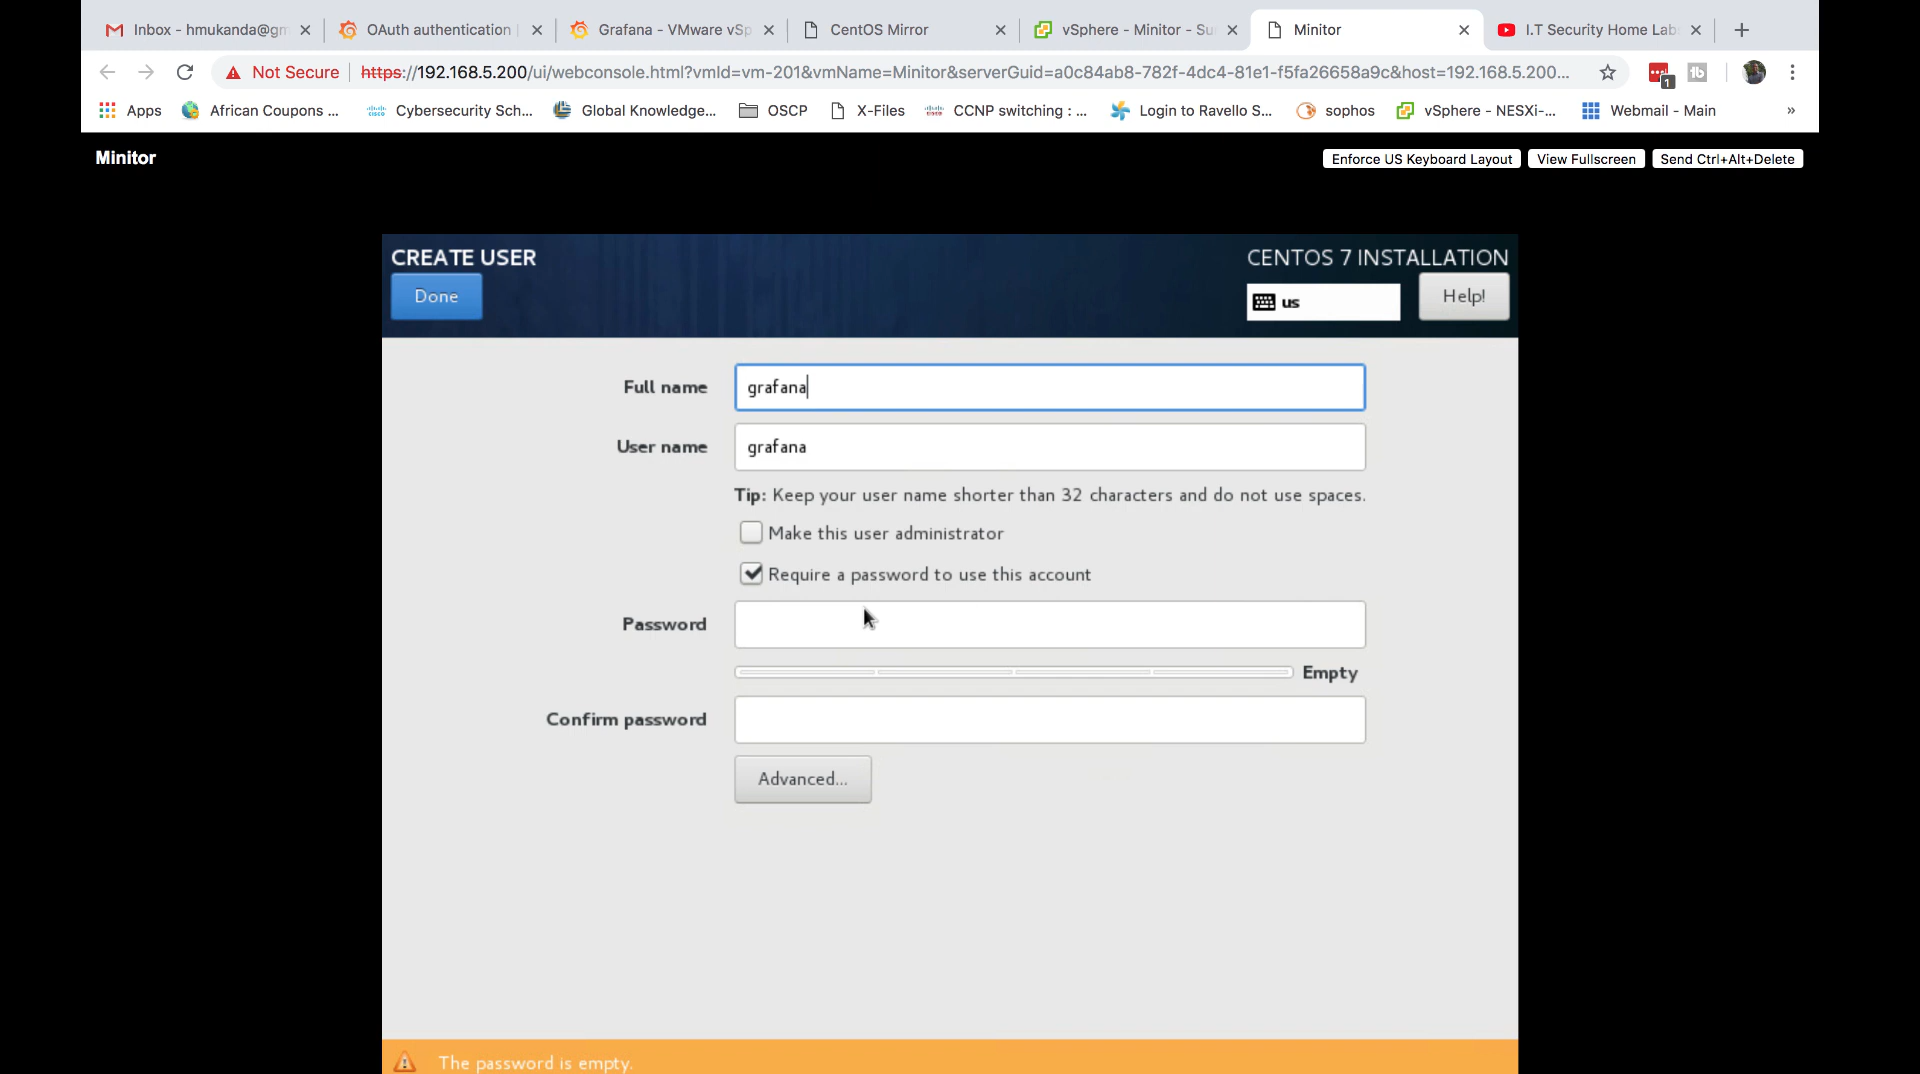 Inbox - hmukanda@gm
OAuth authentication
Grafana - VMware vSp
CentOS Mirror
vSphere - Minitor - Su
Minitor
I.T Security Home Lab
Not Secure
https://192.168.5.200/ui/webconsole.html?vmId=vm-201&vmName=Minitor&serverGuid=a0c84ab8-782f-4dc4-81e1-f5fa26658a9c&host=192.168.5.200...
1
Apps
African Coupons ...
Cybersecurity Sch...
Global Knowledge...
OSCP
X-Files
CCNP switching : ...
Login to Ravello S...
sophos
vSphere - NESXi-...
Webmail - Main
»
Minitor
Enforce US Keyboard Layout
View Fullscreen
Send Ctrl+Alt+Delete
CREATE USER
CENTOS 7 INSTALLATION
Done
us
Help!
Full name
grafana
User name
grafana
Tip: Keep your user name shorter than 32 characters and do not use spaces.
Make this user administrator
Require a password to use this account
Password
Empty
Confirm password
Advanced...
The password is empty.